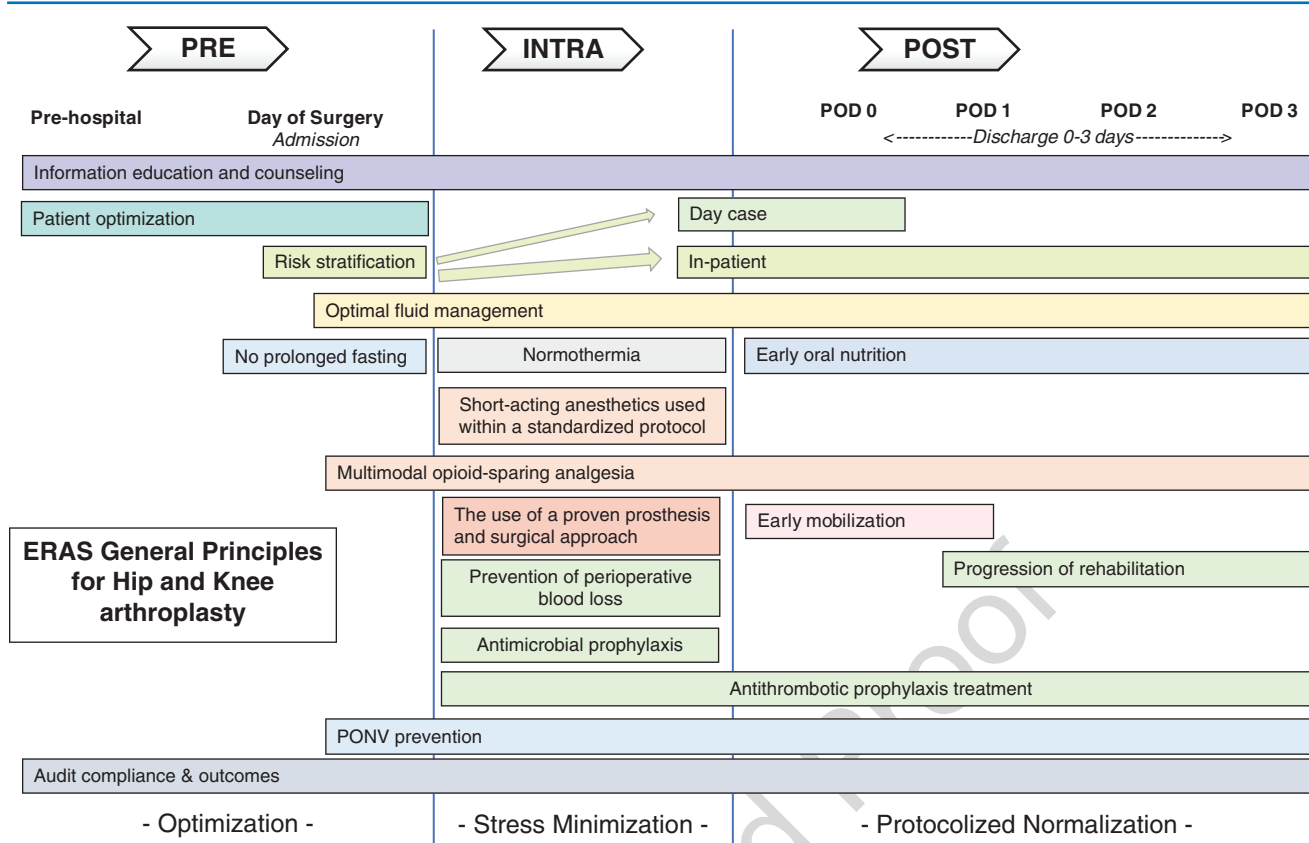 PRE
INTRA
POST
Pre-hospital
Day of Surgery
Admission
POD 0
POD 1
POD 2
POD 3
<------------Discharge 0-3 days------------->
Information education and counseling
Patient optimization
Day case
Risk stratification
In-patient
Optimal fluid management
No prolonged fasting
Normothermia
Early oral nutrition
Short-acting anesthetics used
within a standardized protocol
Multimodal opioid-sparing analgesia
The use of a proven prosthesis
and surgical approach
Early mobilization
ERAS General Principles
for Hip and Knee
arthroplasty
Progression of rehabilitation
Prevention of perioperative
blood loss
Antimicrobial prophylaxis
Antithrombotic prophylaxis treatment
PONV prevention
Audit compliance & outcomes
- Optimization -
- Stress Minimization -
- Protocolized Normalization -